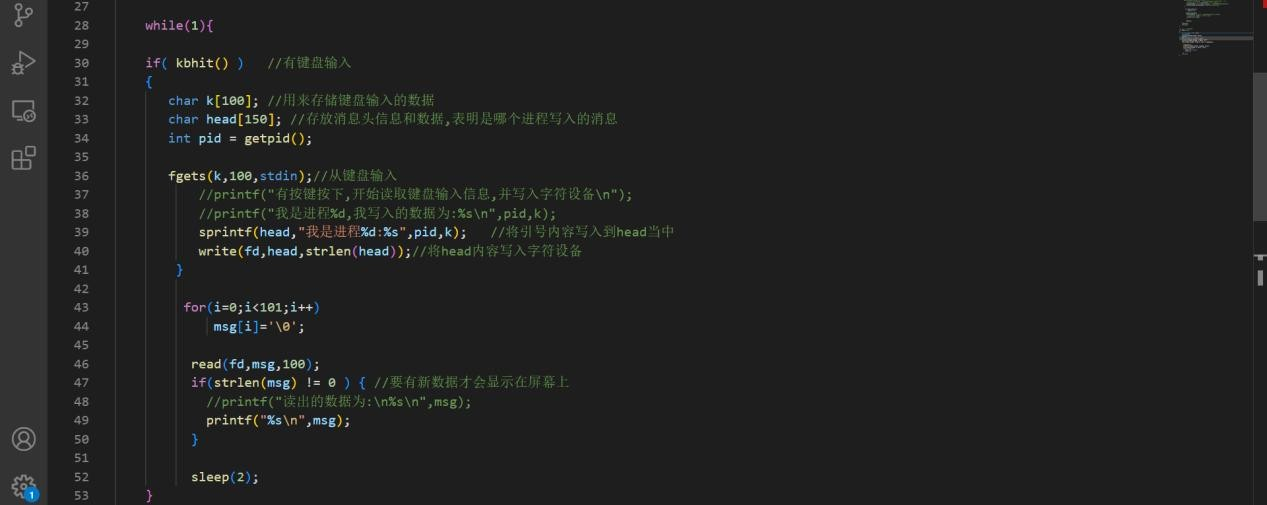 27
28 while(1){
29
30 if( kbhit() ) //有键盘输入
31 {
32 char k[100]; //用来存储键盘输入的数据
33 char head[150]; //存放消息头信息和数据,表明是哪个进程写入的消息
34 int pid = getpid();
35
36 fgets(k,100,stdin);//从键盘输入
37 //printf("有按键按下,开始读取键盘输入信息,并写入字符设备\n");
38 //printf("我是进程%d,我写入的数据为:%s\n",pid,k);
39 sprintf(head,"我是进程%d:%s",pid,k); //将引号内容写入到head当中
40 write(fd,head,strlen(head));//将head内容写入字符设备
41 }
42
43 for(i=0;i<101;i++)
44 msg[i]='\0';
45
46 read(fd,msg,100);
47 if(strlen(msg) != 0 ) { //要有新数据才会显示在屏幕上
48 //printf("读出的数据为:\n%s\n",msg);
49 printf("%s\n",msg);
50 }
51
52 sleep(2);
53 }
1